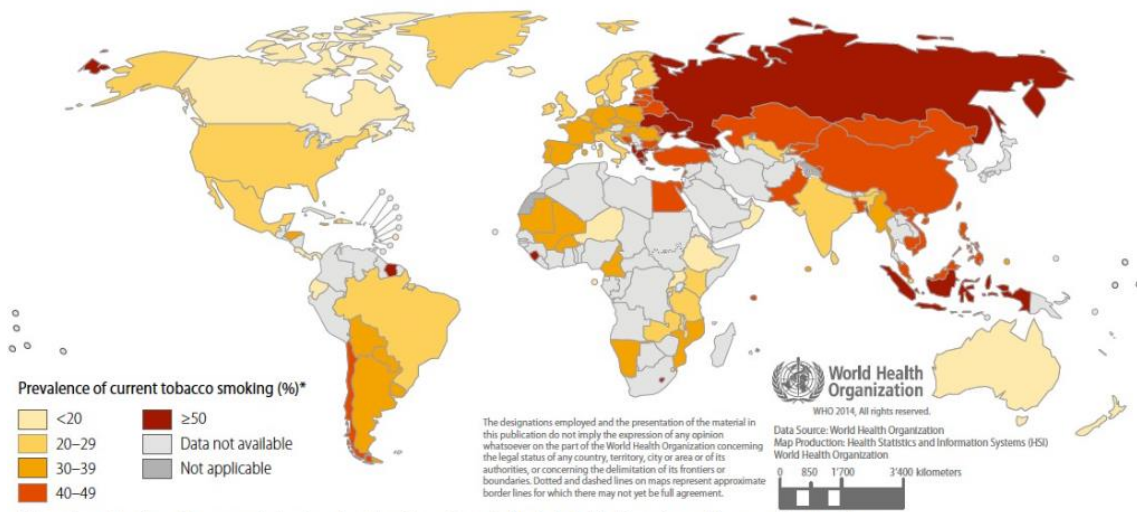 Prevalence of current tobacco smoking (%)*
<20
20–29
30–39
40–49
≥50
Data not available
Not applicable
The designations employed and the presentation of the material in
this publication do not imply the expression of any opinion
whatsoever on the part of the World Health Organization concerning
the legal status of any country, territory, city or area or of its
authorities, or concerning the delimitation of its frontiers or
boundaries. Dotted and dashed lines on maps represent approximate
border lines for which there may not yet be full agreement.
World Health
Organization
WHO 2014, All rights reserved.
Data Source: World Health Organization
Map Production: Health Statistics and Information Systems (HSI)
World Health Organization
0 850 1'700 3'400 kilometers